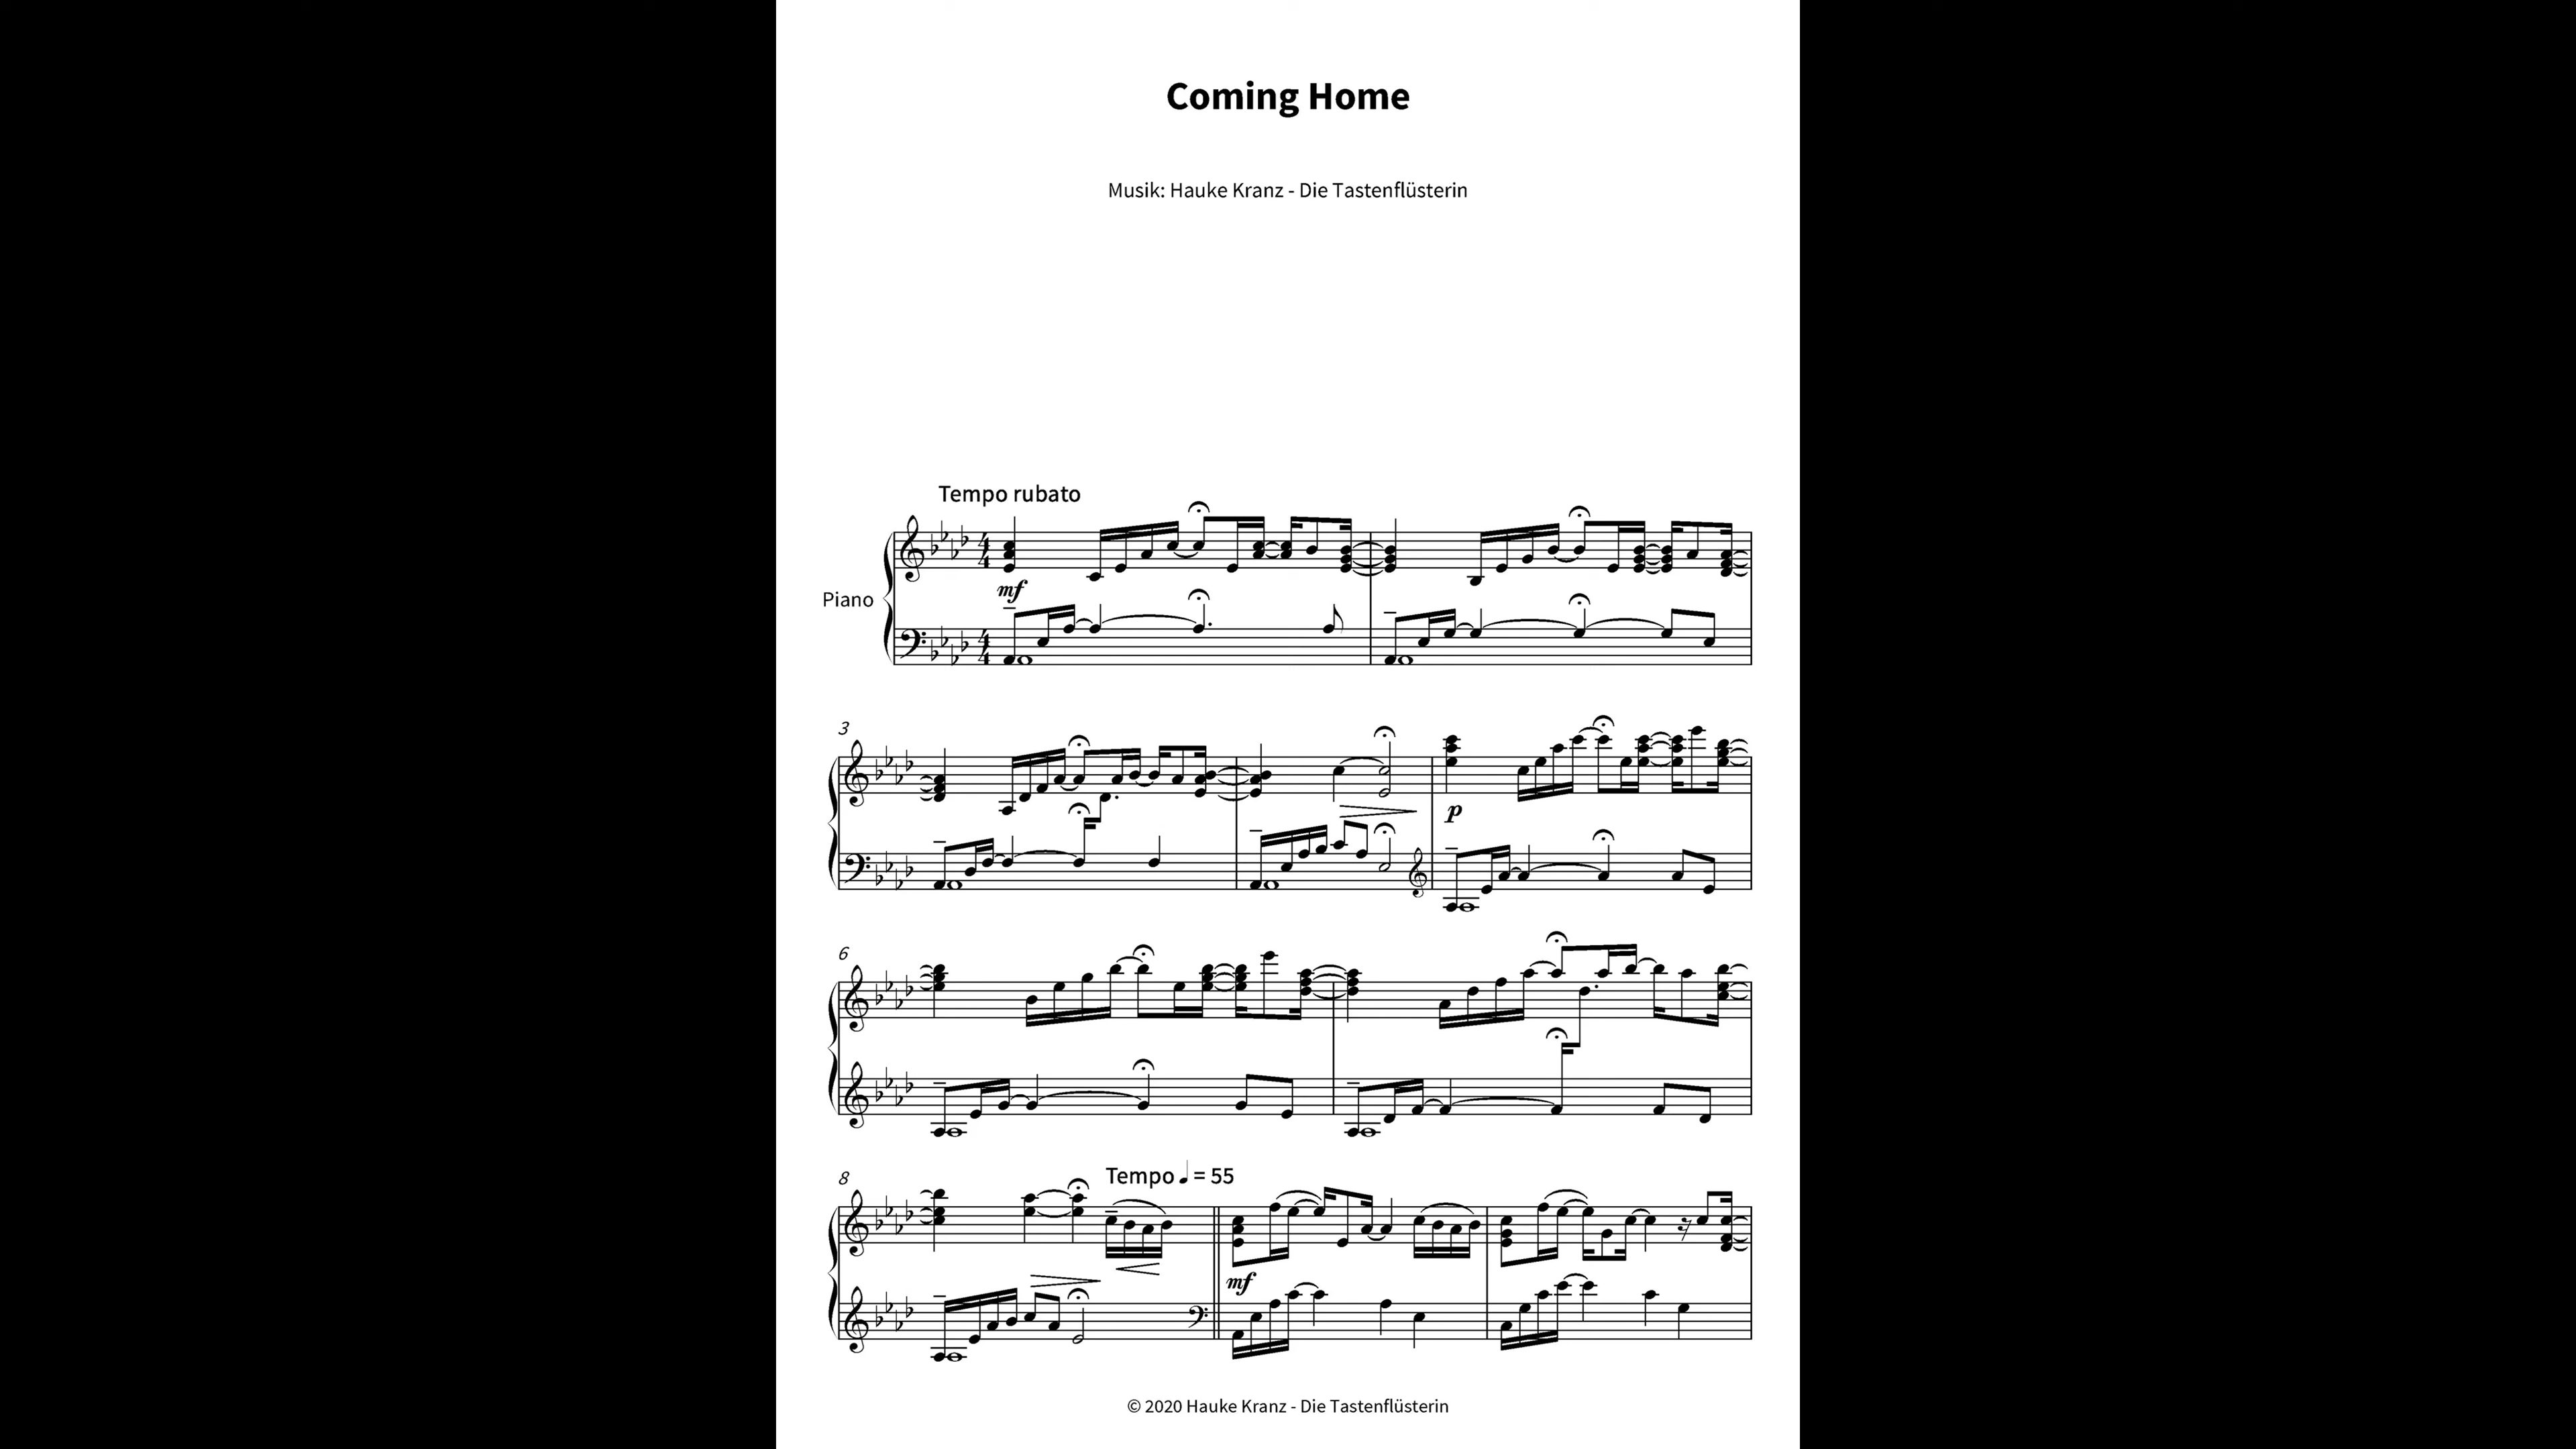 Coming Home
Musik: Hauke Kranz - Die Tastenflüsterin
Tempo rubato
Piano
mf
3
p
6
8
Tempo ♩ = 55
mf
© 2020 Hauke Kranz - Die Tastenflüsterin